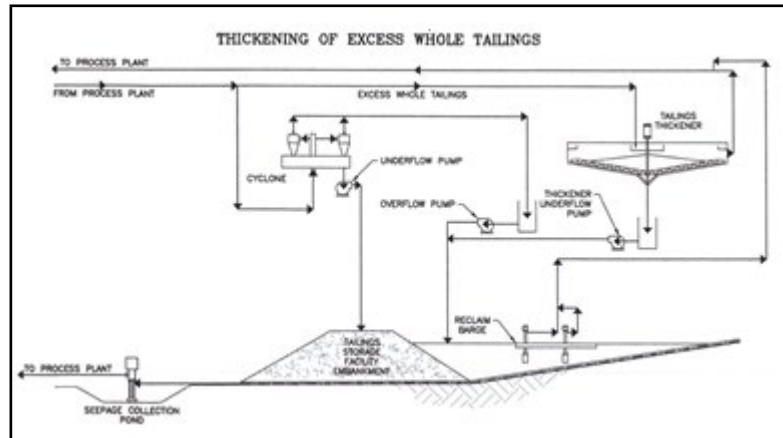 THICKENING OF EXCESS WHOLE TAILINGS
TO PROCESS PLANT
FROM PROCESS PLANT
EXCESS WHOLE TAILINGS
TAILINGS
THICKENER
CYCLONE
UNDERFLOW PUMP
OVERFLOW PUMP
THICKENER
UNDERFLOW
PUMP
RECLAIM
BARGE
TAILINGS
STORAGE
FACILITY
EMBANKMENT
TO PROCESS PLANT
SEEPAGE COLLECTION
POND